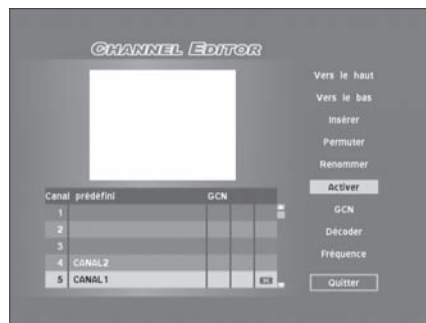 CHANNEL EDITOR
Vers le haut
Vers le bas
Insérer
Permuter
Renommer
Activer
GCN
Décoder
Fréquence
Quitter
Canal prédéfini GCN
1
2
3
4 CANAL2
5 CANAL1